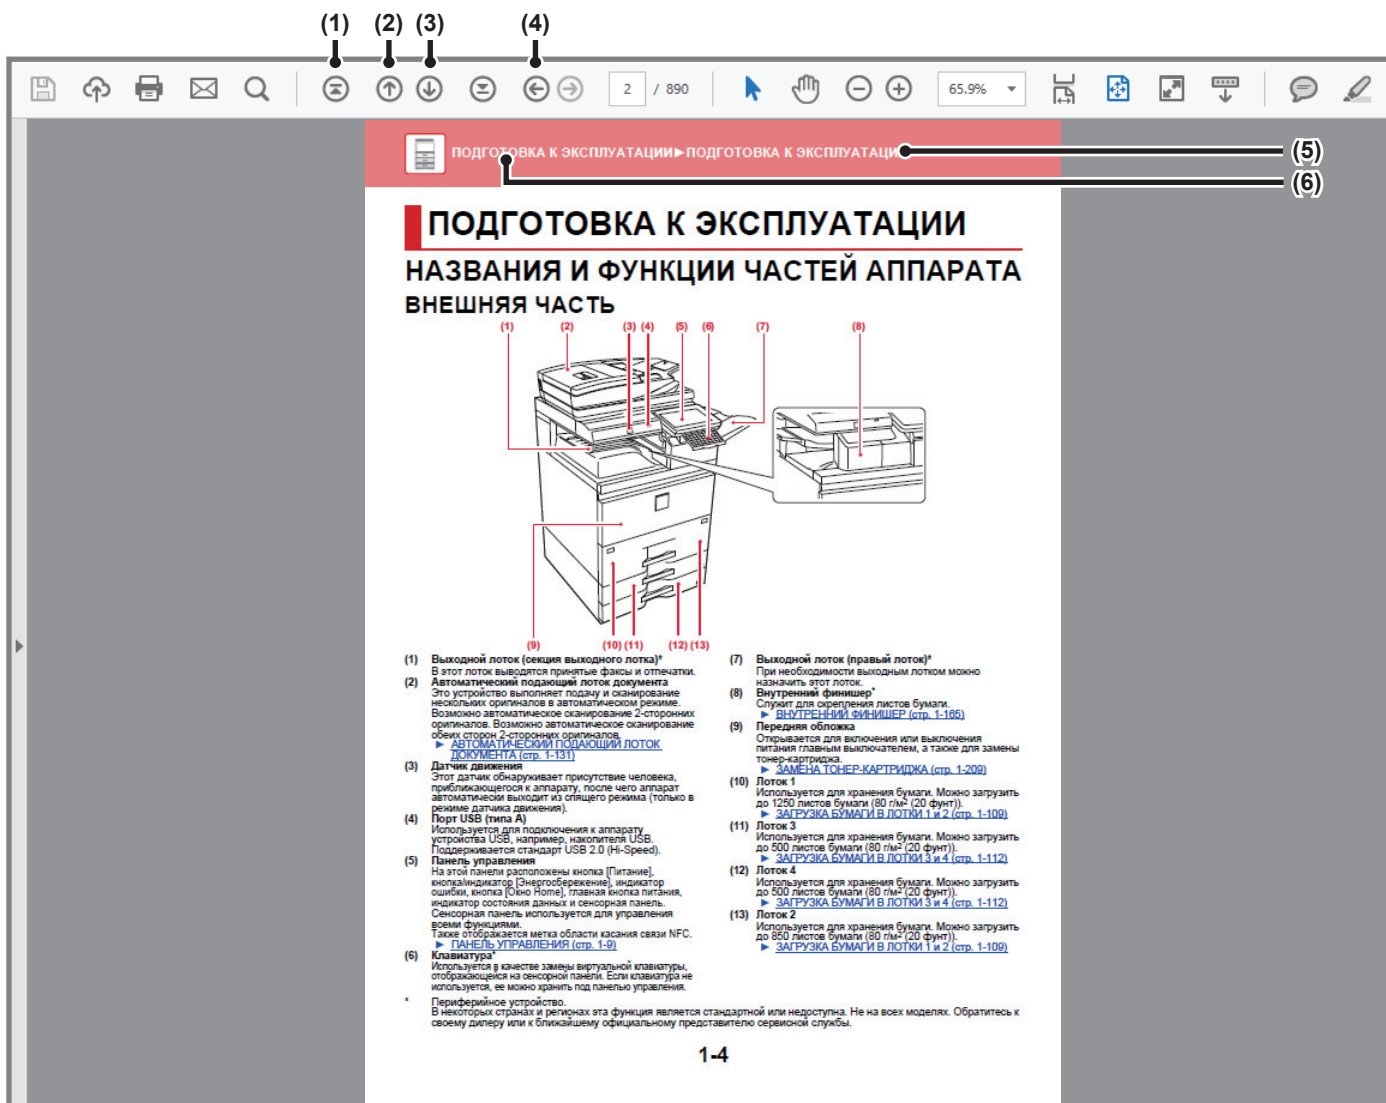 (1) (2) (3) (4)
2 / 890 65.9%
ПОДГОТОВКА К ЭКСПЛУАТАЦИИ►ПОДГОТОВКА К ЭКСПЛУАТАЦИ
(5)
(6)
ПОДГОТОВКА К ЭКСПЛУАТАЦИИ
НАЗВАНИЯ И ФУНКЦИИ ЧАСТЕЙ АППАРАТА
ВНЕШНЯЯ ЧАСТЬ
(1) (2) (3) (4) (5) (6) (7) (8)
(9) (10) (11) (12) (13)
(1) Выходной лоток (секция выходного лотка)*
В этот лоток выводятся принятые факсы и отпечатки.
(2) Автоматический подающий лоток документа
Это устройство выполняет подачу и сканирование
нескольких оригиналов в автоматическом режиме.
Возможно автоматическое сканирование 2-сторонних
оригиналов. Возможно автоматическое сканирование
обеих сторон 2-сторонних оригиналов.
► АВТОМАТИЧЕСКИЙ ПОДАЮЩИЙ ЛОТОК
ДОКУМЕНТА (стр. 1-131)
(3) Датчик движения
Этот датчик обнаруживает присутствие человека,
приближающегося к аппарату, после чего аппарат
автоматически выходит из спящего режима (только в
режиме датчика движения).
(4) Порт USB (типа A)
Используется для подключения к аппарату
устройства USB, например, накопителя USB.
Поддерживается стандарт USB 2.0 (Hi-Speed).
(5) Панель управления
На этой панели расположены кнопка [Питание],
кнопка/индикатор [Энергосбережение], индикатор
ошибки, кнопка [Окно Home], главная кнопка питания,
индикатор состояния данных и сенсорная панель.
Сенсорная панель используется для управления
всеми функциями.
Также отображается метка области касания связи NFC.
► ПАНЕЛЬ УПРАВЛЕНИЯ (стр. 1-9)
(6) Клавиатура*
Используется в качестве замены виртуальной клавиатуры,
отображающейся на сенсорной панели. Если клавиатура не
используется, ее можно хранить под панелью управления.
(7) Выходной лоток (правый лоток)*
При необходимости выходным лотком можно
назначить этот лоток.
(8) Внутренний финишер*
Служит для скрепления листов бумаги.
► ВНУТРЕННИЙ ФИНИШЕР (стр. 1-165)
(9) Передняя обложка
Открывается для включения или выключения
питания главным выключателем, а также для замены
тонер-картриджа.
► ЗАМЕНА ТОНЕР-КАРТРИДЖА (стр. 1-209)
(10) Лоток 1
Используется для хранения бумаги. Можно загрузить
до 1250 листов бумаги (80 г/м² (20 фунт)).
► ЗАГРУЗКА БУМАГИ В ЛОТКИ 1 и 2 (стр. 1-109)
(11) Лоток 3
Используется для хранения бумаги. Можно загрузить
до 500 листов бумаги (80 г/м² (20 фунт)).
► ЗАГРУЗКА БУМАГИ В ЛОТКИ 3 и 4 (стр. 1-112)
(12) Лоток 4
Используется для хранения бумаги. Можно загрузить
до 500 листов бумаги (80 г/м² (20 фунт)).
► ЗАГРУЗКА БУМАГИ В ЛОТКИ 3 и 4 (стр. 1-112)
(13) Лоток 2
Используется для хранения бумаги. Можно загрузить
до 850 листов бумаги (80 г/м² (20 фунт)).
► ЗАГРУЗКА БУМАГИ В ЛОТКИ 1 и 2 (стр. 1-109)
* Периферийное устройство.
В некоторых странах и регионах эта функция является стандартной или недоступна. Не на всех моделях. Обратитесь к
своему дилеру или к ближайшему официальному представителю сервисной службы.
1-4